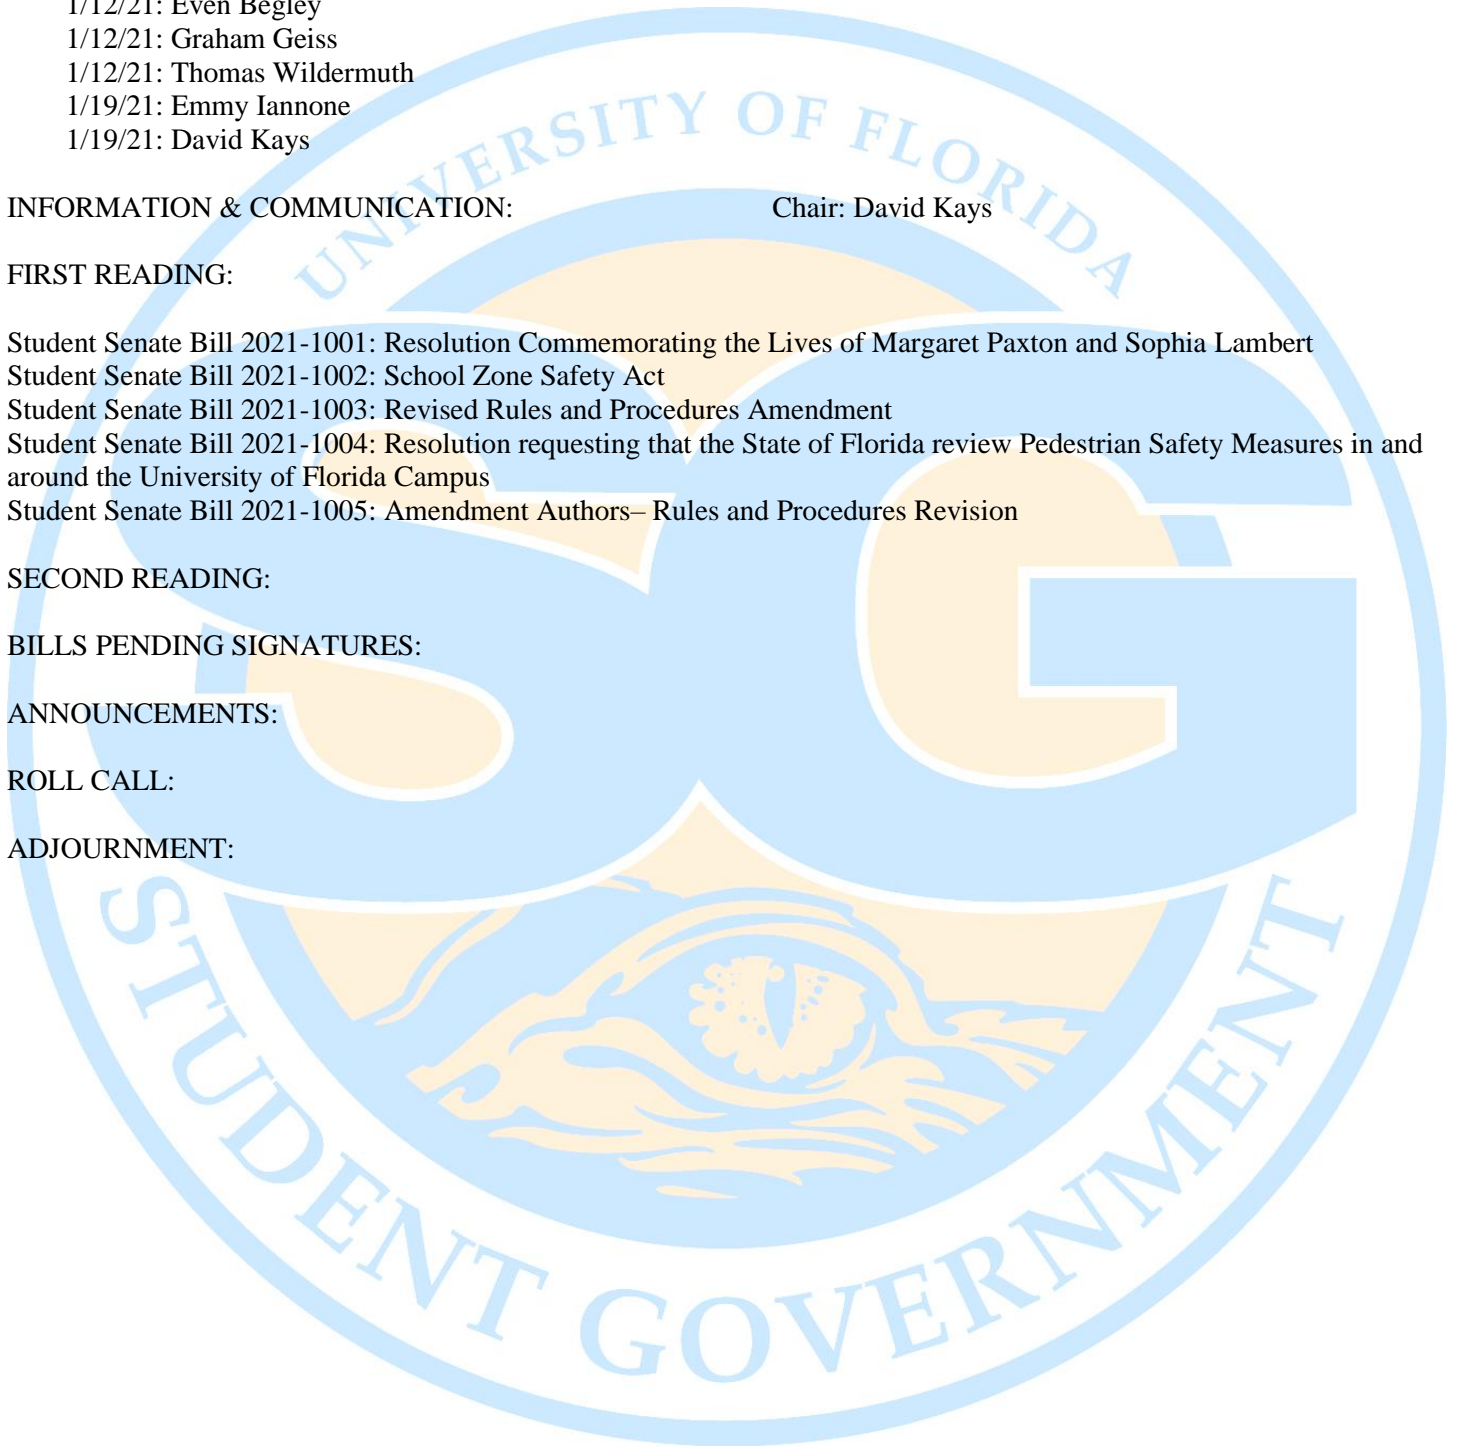 1/12/21: Even Begley
1/12/21: Graham Geiss
1/12/21: Thomas Wildermuth
1/19/21: Emmy Iannone
1/19/21: David Kays
INFORMATION & COMMUNICATION: Chair: David Kays
FIRST READING:
Student Senate Bill 2021-1001: Resolution Commemorating the Lives of Margaret Paxton and Sophia Lambert
Student Senate Bill 2021-1002: School Zone Safety Act
Student Senate Bill 2021-1003: Revised Rules and Procedures Amendment
Student Senate Bill 2021-1004: Resolution requesting that the State of Florida review Pedestrian Safety Measures in and
around the University of Florida Campus
Student Senate Bill 2021-1005: Amendment Authors– Rules and Procedures Revision
SECOND READING:
BILLS PENDING SIGNATURES:
ANNOUNCEMENTS:
ROLL CALL:
ADJOURNMENT:
UNIVERSITY OF FLORIDA
SG
STUDENT GOVERNMENT